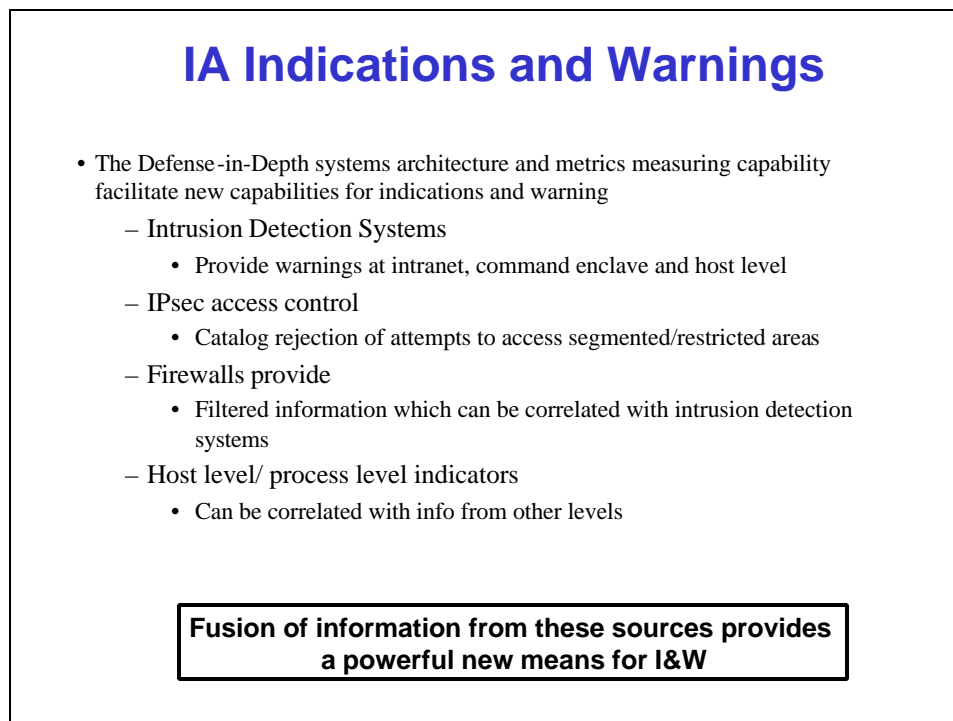 IA Indications and Warnings
• The Defense-in-Depth systems architecture and metrics measuring capability
facilitate new capabilities for indications and warning
– Intrusion Detection Systems
• Provide warnings at intranet, command enclave and host level
– IPsec access control
• Catalog rejection of attempts to access segmented/restricted areas
– Firewalls provide
• Filtered information which can be correlated with intrusion detection
systems
– Host level/ process level indicators
• Can be correlated with info from other levels
Fusion of information from these sources provides
a powerful new means for I&W